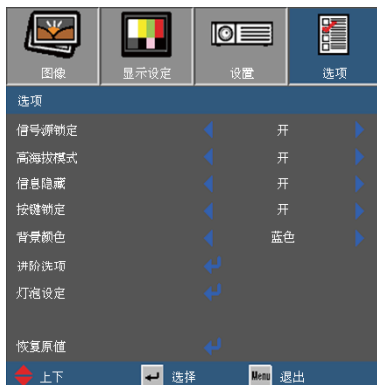 图像 显示设定 设置 选项
选项
信号源锁定 开
高海拔模式 开
信息隐藏 开
按键锁定 开
背景颜色 蓝色
进阶选项
灯泡设定
恢复原值
上下 选择 Menu 退出